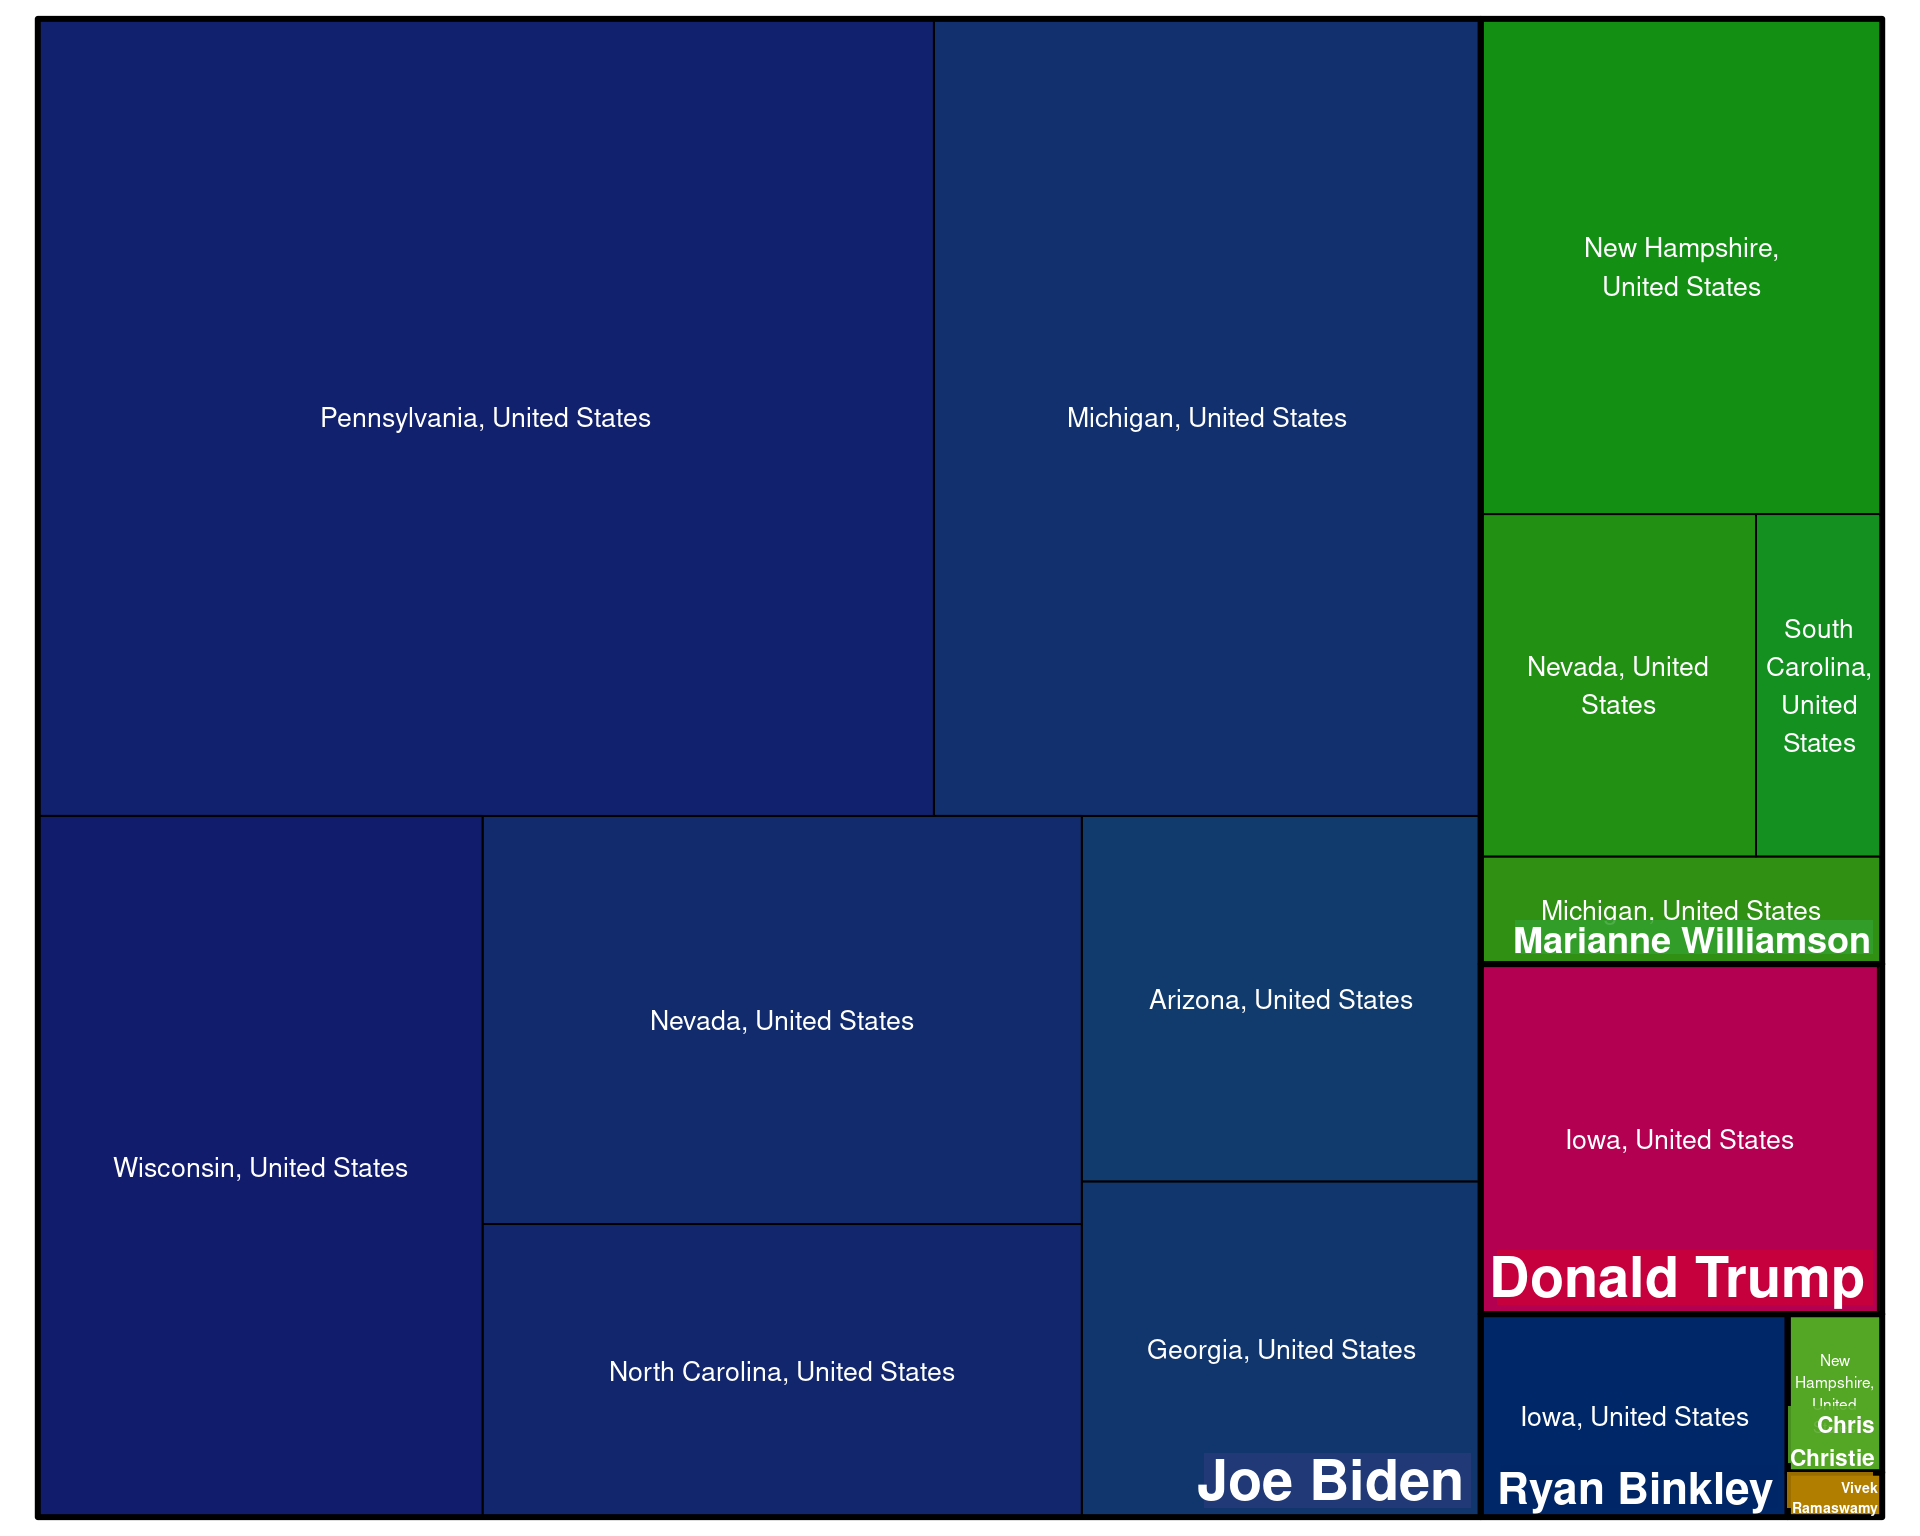 Pennsylvania, United States
Michigan, United States
New Hampshire,
United States
Nevada, United
States
South
Carolina,
United
States
Michigan, United States
Marianne Williamson
Wisconsin, United States
Nevada, United States
Arizona, United States
North Carolina, United States
Georgia, United States
Joe Biden
Iowa, United States
Donald Trump
Iowa, United States
Ryan Binkley
New
Hampshire,
United
Chris
Christie
Vivek
Ramaswamy